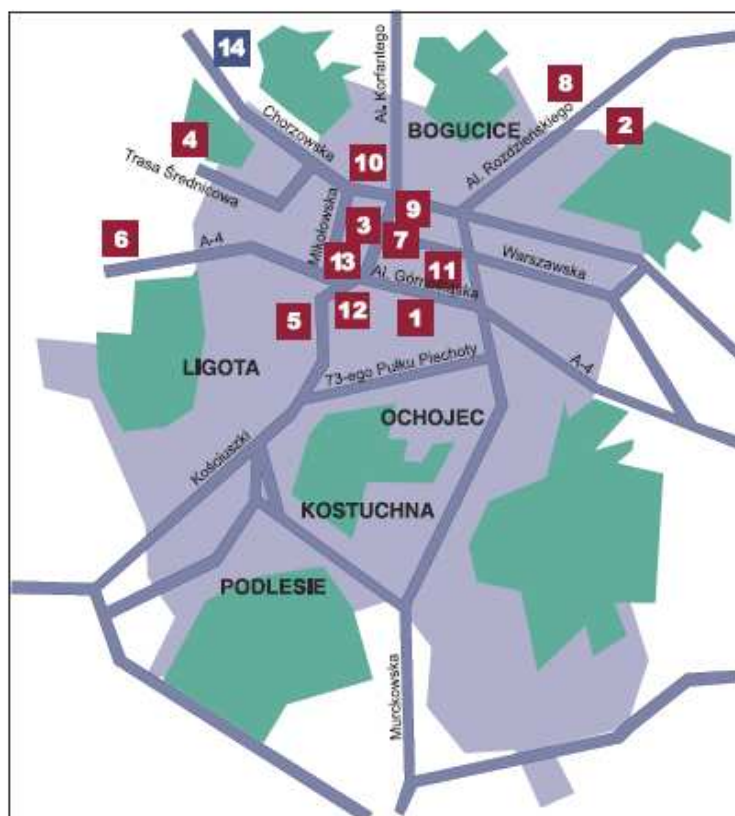 14
Al. Korfantego
8
2
BOGUCICE
Chorzowska
4
Al. Rozdzieńskiego
Trasa Średnicowa
10
9
3
7
Mikołowska
6
A-4
13
11
Warszawska
Al. Górnośląska
5
12
1
A-4
LIGOTA
73-ego Pułku Piechoty
OCHOJEC
Kościuszki
KOSTUCHNA
PODLESIE
Murckowska